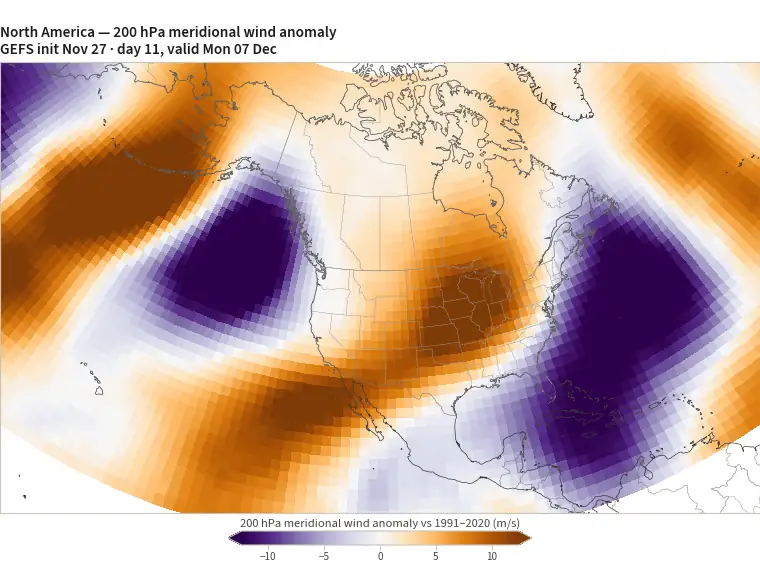 North America — 200 hPa meridional wind anomaly
GEFS init Nov 27 · day 11, valid Mon 07 Dec
200 hPa meridional wind anomaly vs 1991–2020 (m/s)
−10 −5 0 5 10